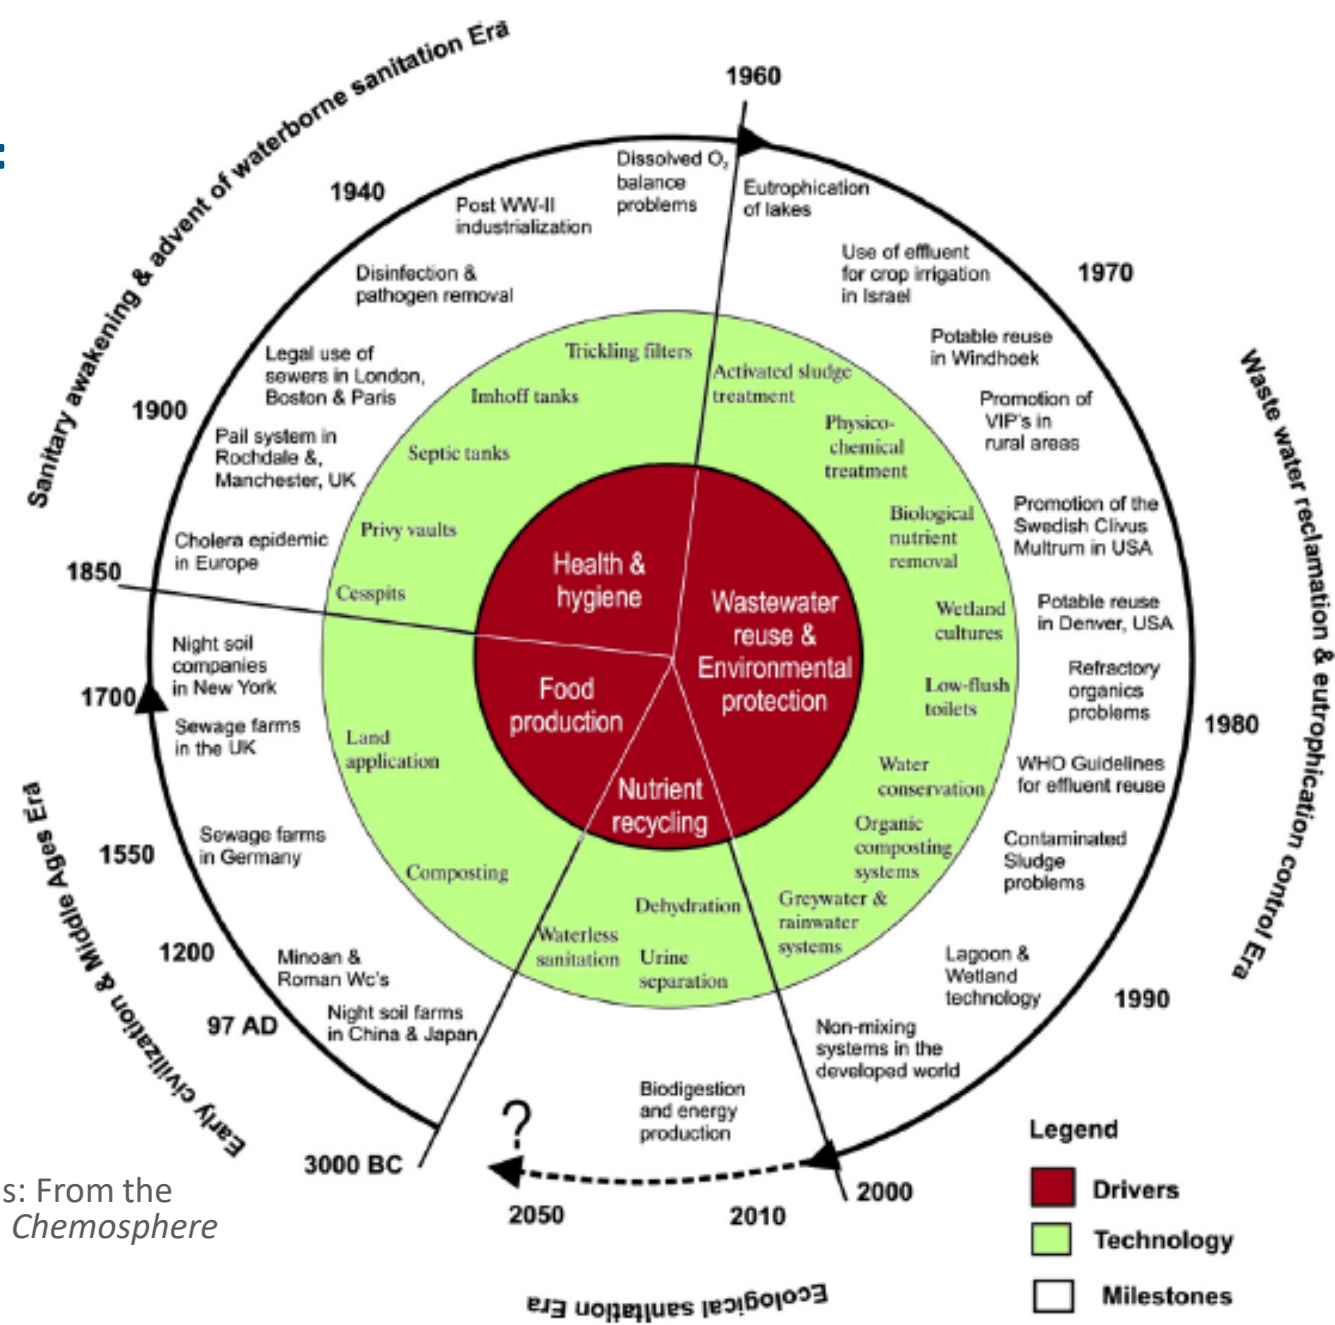 :
Sanitary awakening & advent of waterborne sanitation Era
1960
1940
1900
1850
1700
1550
1200
97 AD
3000 BC
Early civilization & Middle Ages Era
1970
1980
1990
2000
2010
2050
?
Waste water reclamation & eutrophication control Era
Ecological sanitation Era
Dissolved O₂
balance
problems
Post WW-II
industrialization
Disinfection &
pathogen removal
Legal use of
sewers in London,
Boston & Paris
Pail system in
Rochdale &,
Manchester, UK
Cholera epidemic
in Europe
Night soil
companies
in New York
Sewage farms
in the UK
Sewage farms
in Germany
Minoan &
Roman Wc's
Night soil farms
in China & Japan
Eutrophication
of lakes
Use of effluent
for crop irrigation
in Israel
Potable reuse
in Windhoek
Promotion of
VIP's in
rural areas
Promotion of the
Swedish Clivus
Multrum in USA
Potable reuse
in Denver, USA
Refractory
organics
problems
WHO Guidelines
for effluent reuse
Contaminated
Sludge
problems
Lagoon &
Wetland
technology
Non-mixing
systems in the
developed world
Biodigestion
and energy
production
Trickling filters
Imhoff tanks
Septic tanks
Privy vaults
Cesspits
Land
application
Composting
Activated sludge
treatment
Physico-
chemical
treatment
Biological
nutrient
removal
Wetland
cultures
Low-flush
toilets
Water
conservation
Organic
composting
systems
Greywater &
rainwater
systems
Dehydration
Waterless
sanitation
Urine
separation
Health &
hygiene
Wastewater
reuse &
Environmental
protection
Food
production
Nutrient
recycling
s: From the
Chemosphere
Legend
Drivers
Technology
Milestones